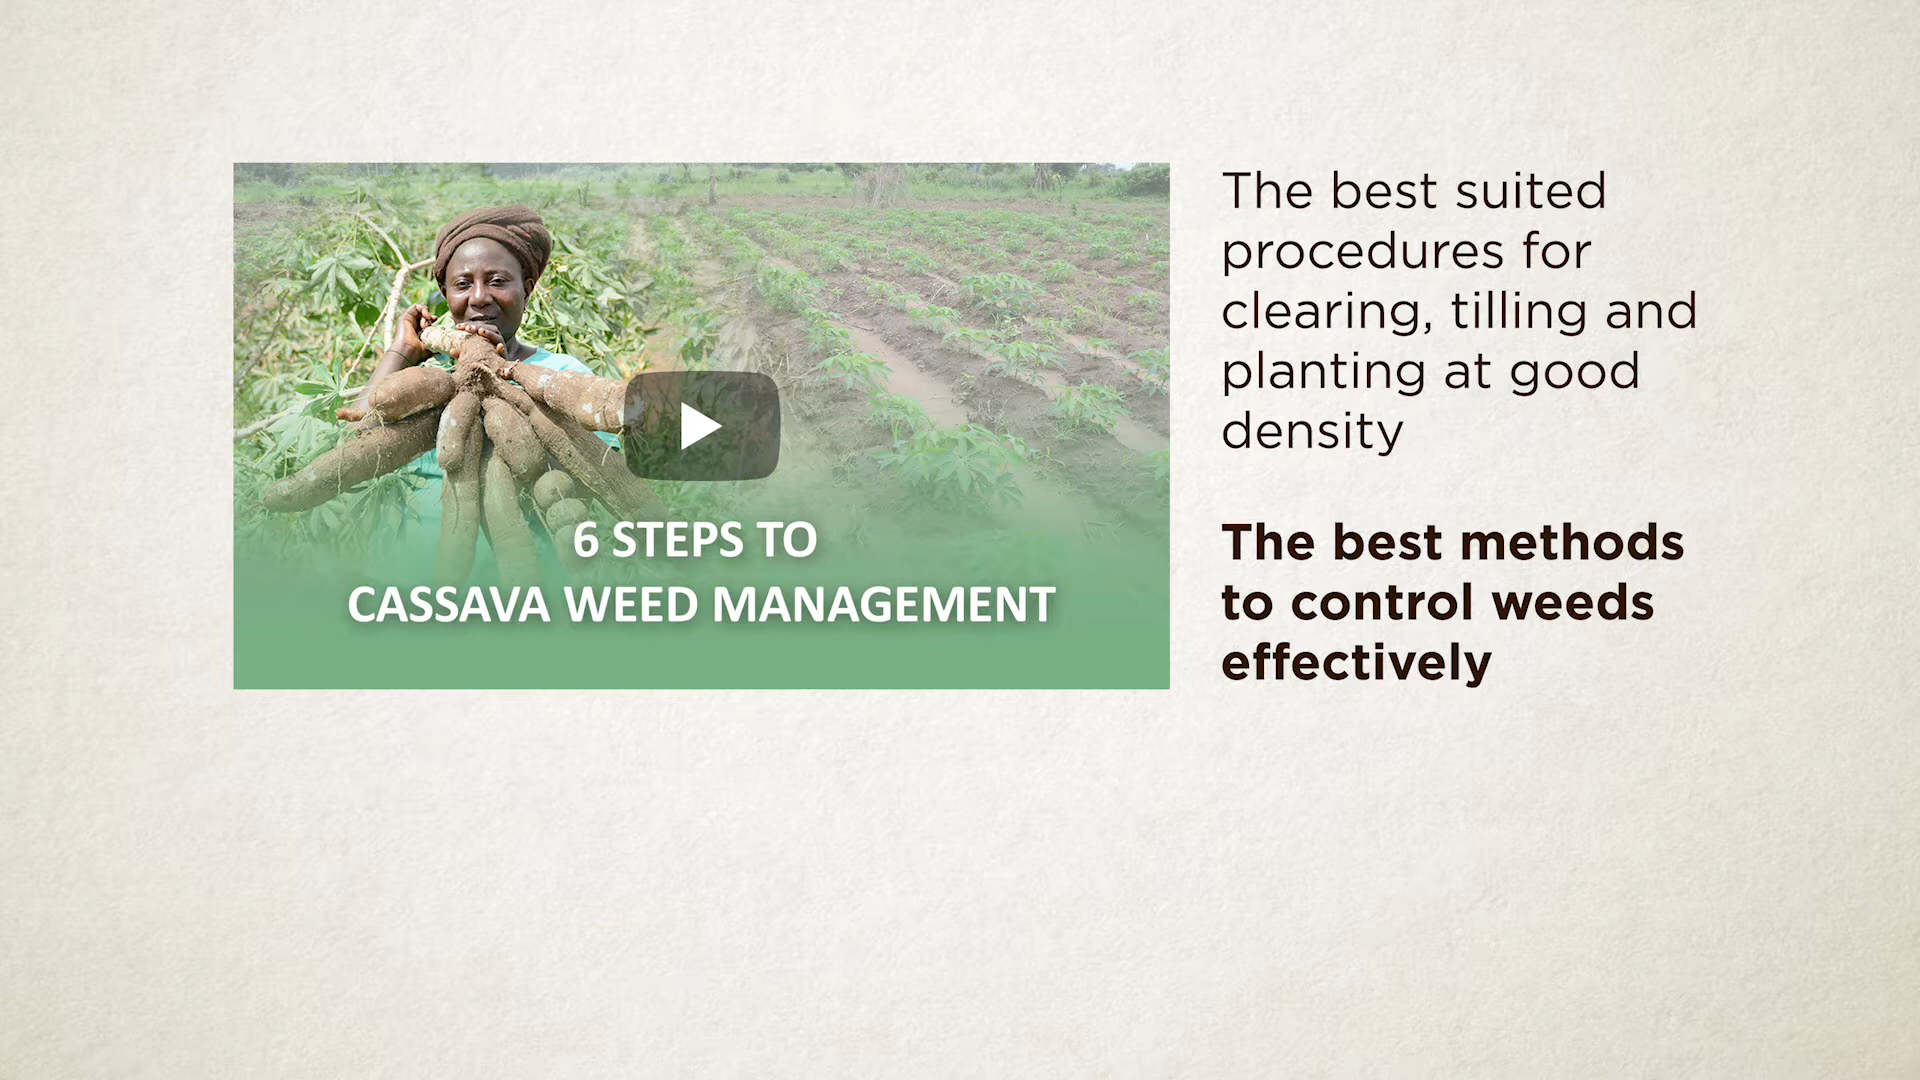 6 STEPS TO
CASSAVA WEED MANAGEMENT
The best suited
procedures for
clearing, tilling and
planting at good
density
The best methods
to control weeds
effectively